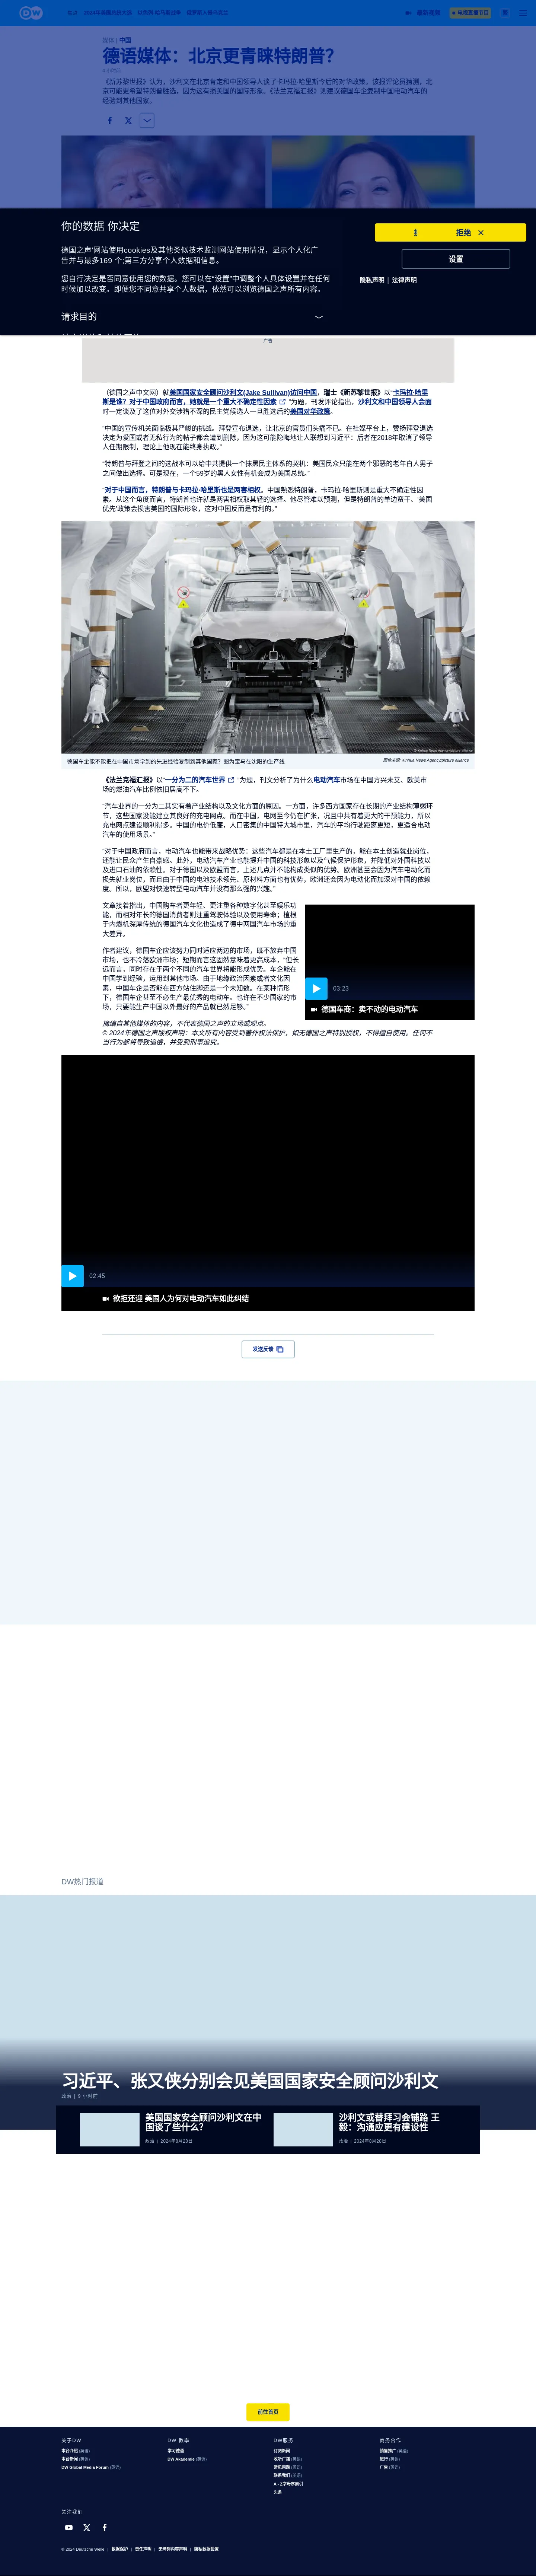 DW
焦点
2024年美国总统大选
以色列-哈马斯战争
俄罗斯入侵乌克兰
最新视频
电视直播节目
媒体 | 中国
德语媒体：北京更青睐特朗普？
《新苏黎世报》认为，沙利文在北京肯定和中国领导人谈了卡玛拉·哈里斯今后的对华政策。该报评论员猜测，北
京可能更希望特朗普胜选，因为这有损美国的国际形象。《法兰克福汇报》则建议德国车企复制中国电动汽车的
经验到其他国家。
你的数据 你决定
德国之声'网站使用cookies及其他类似技术监测网站使用情况，显示个人化广
告并与最多169 个;第三方分享个人数据和信息。
您自行决定是否同意使用您的数据。您可以在“设置”中调整个人具体设置并在任何
时候加以改变。即使您不同意共享个人数据，依然可以浏览德国之声所有内容。
请求目的
拒绝
设置
隐私声明 | 法律声明
广告
（德国之声中文网）就美国国家安全顾问沙利文(Jake Sullivan)访问中国，瑞士《新苏黎世报》以“卡玛拉·哈里
斯是谁？对于中国政府而言，她就是一个重大不确定性因素 ”为题，刊发评论指出，沙利文和中国领导人会面
时一定谈及了这位对外交涉猎不深的民主党候选人一旦胜选后的美国对华政策。
“中国的宣传机关面临极其严峻的挑战。拜登宣布退选，让北京的官员们头痛不已。在社媒平台上，赞扬拜登退选
决定为爱国或者无私行为的帖子都会遭到删除，因为这可能隐晦地让人联想到习近平：后者在2018年取消了领导
人任期限制，理论上他现在能终身执政。”
“特朗普与拜登之间的选战本可以给中共提供一个抹黑民主体系的契机：美国民众只能在两个邪恶的老年白人男子
之间做出选择。可是现在，一个59岁的黑人女性有机会成为美国总统。”
“对于中国而言，特朗普与卡玛拉·哈里斯也是两害相权。中国熟悉特朗普，卡玛拉·哈里斯则是重大不确定性因
素。从这个角度而言，特朗普也许就是两害相权取其轻的选择。他尽管难以预测，但是特朗普的单边蛮干、‘美国
优先’政策会损害美国的国际形象，这对中国反而是有利的。”
© Xinhua News Agency/picture alliance
德国车企能不能把在中国市场学到的先进经验复制到其他国家？图为宝马在沈阳的生产线
图像来源: Xinhua News Agency/picture alliance
《法兰克福汇报》以“一分为二的汽车世界 ”为题，刊文分析了为什么电动汽车市场在中国方兴未艾、欧美市
场的燃油汽车比例依旧居高不下。
“汽车业界的一分为二其实有着产业结构以及文化方面的原因。一方面，许多西方国家存在长期的产业结构薄弱环
节，这些国家没能建立其良好的充电网点。而在中国，电网至今仍在扩张，况且中共有着更大的干预能力，所以
充电网点建设顺利得多。中国的电价低廉，人口密集的中国特大城市里，汽车的平均行驶距离更短，更适合电动
汽车的使用场景。”
“对于中国政府而言，电动汽车也能带来战略优势：这些汽车都是在本土工厂里生产的，能在本土创造就业岗位，
还能让民众产生自豪感。此外，电动汽车产业也能提升中国的科技形象以及气候保护形象，并降低对外国科技以
及进口石油的依赖性。对于德国以及欧盟而言，上述几点并不能构成类似的优势。欧洲甚至会因为汽车电动化而
损失就业岗位，而且由于中国的电池技术领先、原材料方面也有优势，欧洲还会因为电动化而加深对中国的依赖
度。所以，欧盟对快速转型电动汽车并没有那么强的兴趣。”
文章接着指出，中国购车者更年轻、更注重各种数字化甚至娱乐功
能，而相对年长的德国消费者则注重驾驶体验以及使用寿命；植根
于内燃机深厚传统的德国汽车文化也造成了德中两国汽车市场的重
大差异。
03:23
德国车商：卖不动的电动汽车
作者建议，德国车企应该努力同时适应两边的市场，既不放弃中国
市场，也不冷落欧洲市场；短期而言这固然意味着更高成本，“但长
远而言，同时存在于两个不同的汽车世界将能形成优势。车企能在
中国学到经验，运用到其他市场。由于地缘政治因素或者文化因
素，中国车企是否能在西方站住脚还是一个未知数。在某种情形
下，德国车企甚至不必生产最优秀的电动车。也许在不少国家的市
场，只要能生产中国以外最好的产品就已然足够。”
摘编自其他媒体的内容，不代表德国之声的立场或观点。
© 2024年德国之声版权声明：本文所有内容受到著作权法保护，如无德国之声特别授权，不得擅自使用。任何不
当行为都将导致追偿，并受到刑事追究。
02:45
欲拒还迎 美国人为何对电动汽车如此纠结
发送反馈
DW热门报道
习近平、张又侠分别会见美国国家安全顾问沙利文
政治 | 9 小时前
美国国家安全顾问沙利文在中
国谈了些什么？
政治 | 2024年8月28日
沙利文或替拜习会铺路 王
毅：沟通应更有建设性
政治 | 2024年8月28日
前往首页
关于DW
本台介绍 (英语)
本台新闻 (英语)
DW Global Media Forum (英语)
DW 教學
学习德语
DW Akademie (英语)
DW服务
订阅新闻
收听广播 (英语)
常见问题 (英语)
联系我们 (英语)
A - Z字母序索引
头条
商务合作
销售推广 (英语)
旅行 (英语)
广告 (英语)
关注我们
© 2024 Deutsche Welle | 数据保护 | 责任声明 | 无障碍内容声明 | 隐私数据设置